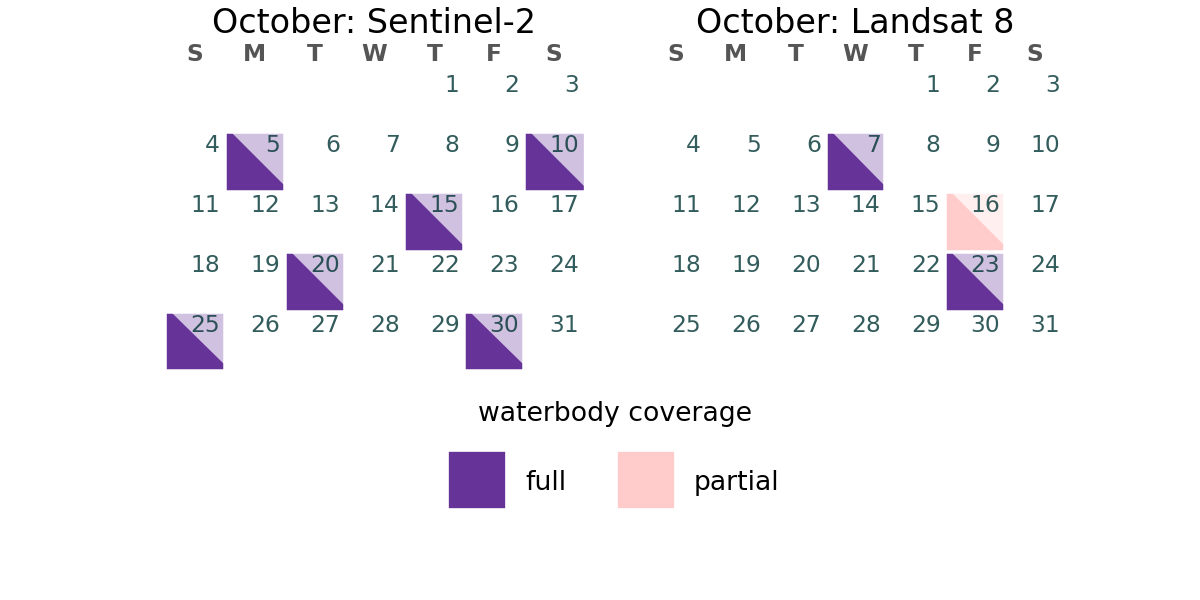 October: Sentinel-2
S M T W T F S
1 2 3
4 5 6 7 8 9 10
11 12 13 14 15 16 17
18 19 20 21 22 23 24
25 26 27 28 29 30 31
October: Landsat 8
S M T W T F S
1 2 3
4 5 6 7 8 9 10
11 12 13 14 15 16 17
18 19 20 21 22 23 24
25 26 27 28 29 30 31
waterbody coverage
full partial